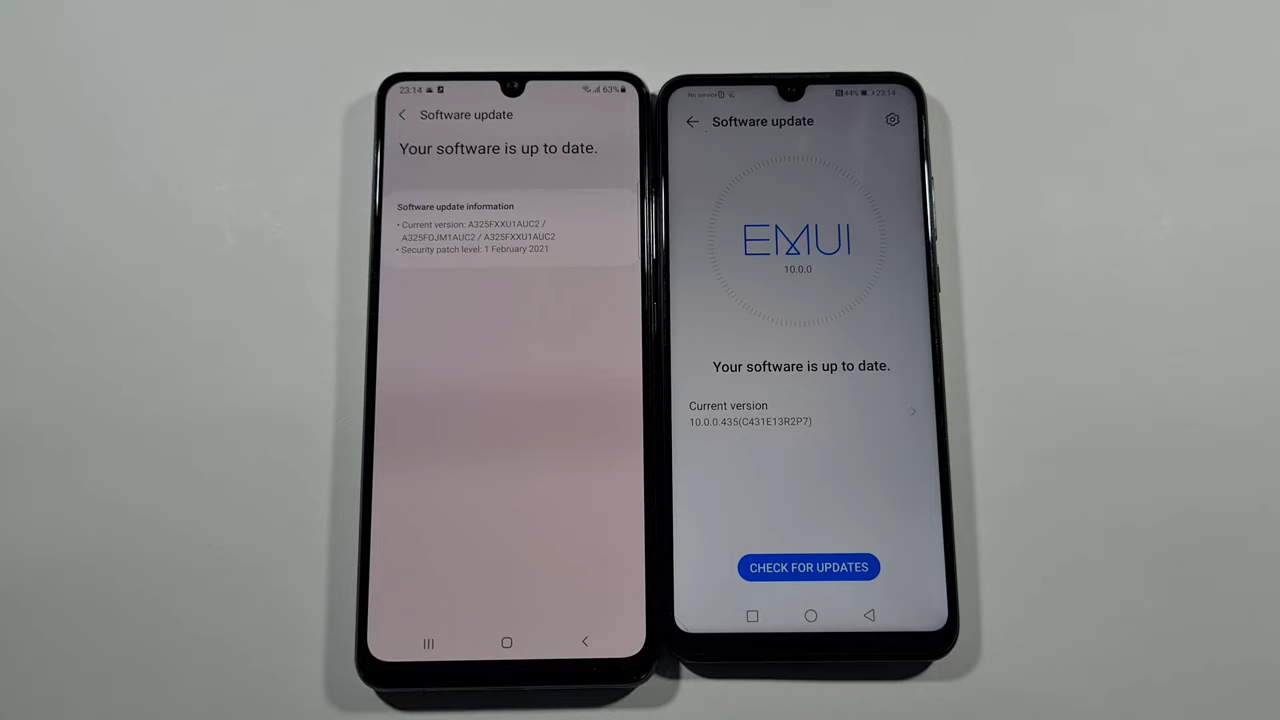 23:14
63%
Software update
Your software is up to date.
Software update information
• Current version: A325FXXU1AUC2 /
A325FOJM1AUC2 / A325FXXU1AUC2
• Security patch level: 1 February 2021
No service
44%
23:14
Software update
EMUI
10.0.0
Your software is up to date.
Current version
10.0.0.435(C431E13R2P7)
CHECK FOR UPDATES